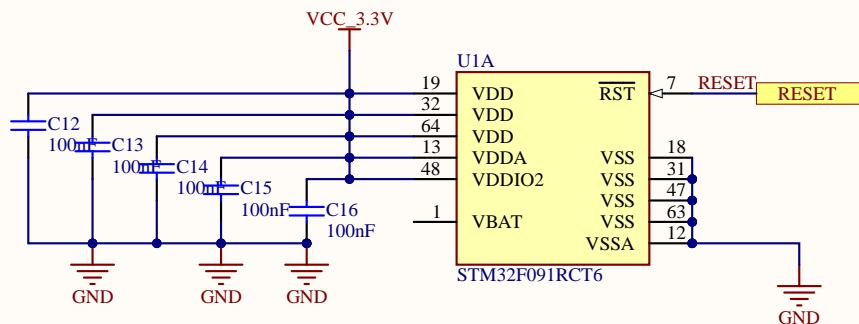 VCC_3.3V
U1A
19 VDD
32 VDD
64 VDD
13 VDDA
48 VDDIO2
1 VBAT
RST 7 RESET RESET
VSS 18
VSS 31
VSS 47
VSS 63
VSSA 12
STM32F091RCT6
C12
100nF
C13
100nF
C14
100nF
C15
100nF
C16
100nF
GND
GND
GND
GND